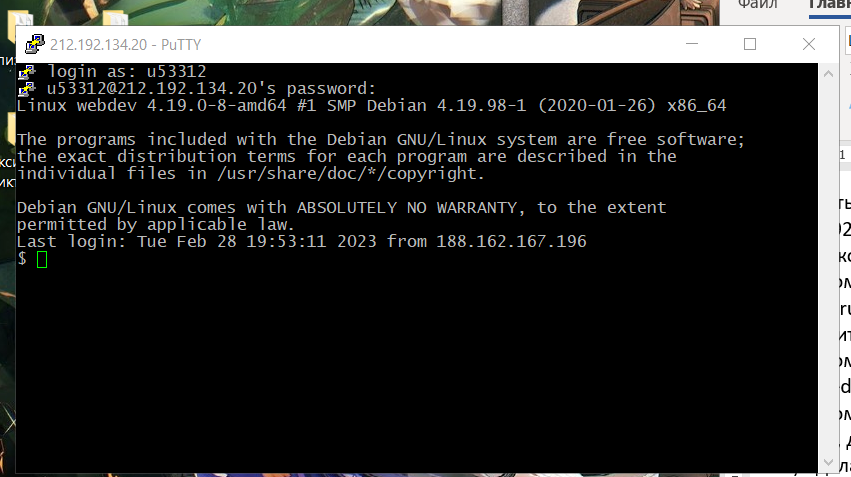 Файл
212.192.134.20 - PuTTY
login as: u53312
u53312@212.192.134.20's password:
Linux webdev 4.19.0-8-amd64 #1 SMP Debian 4.19.98-1 (2020-01-26) x86_64
The programs included with the Debian GNU/Linux system are free software;
the exact distribution terms for each program are described in the
individual files in /usr/share/doc/*/copyright.
Debian GNU/Linux comes with ABSOLUTELY NO WARRANTY, to the extent
permitted by applicable law.
Last login: Tue Feb 28 19:53:11 2023 from 188.162.167.196
$